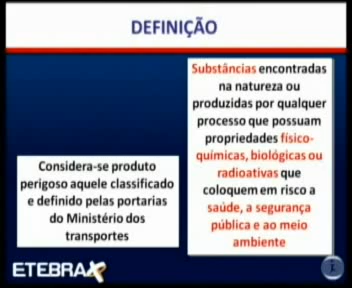 DEFINIÇÃO
Considera-se produto
perigoso aquele classificado
e definido pelas portarias
do Ministério dos
transportes
Substâncias encontradas
na natureza ou
produzidas por qualquer
processo que possuam
propriedades físico-
químicas, biológicas ou
radioativas que
coloquem em risco a
saúde, a segurança
pública e ao meio
ambiente
ETEBRAX